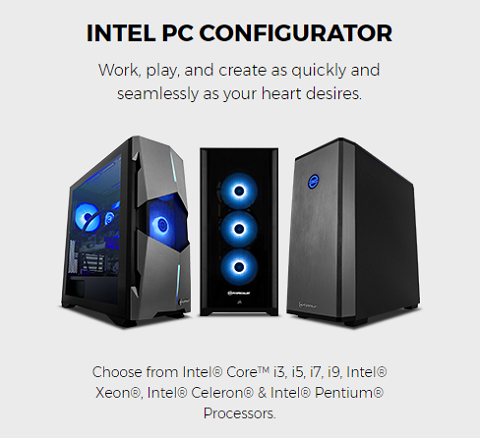 INTEL PC CONFIGURATOR
Work, play, and create as quickly and
seamlessly as your heart desires.
Choose from Intel® Core™ i3, i5, i7, i9, Intel®
Xeon®, Intel® Celeron® & Intel® Pentium®
Processors.